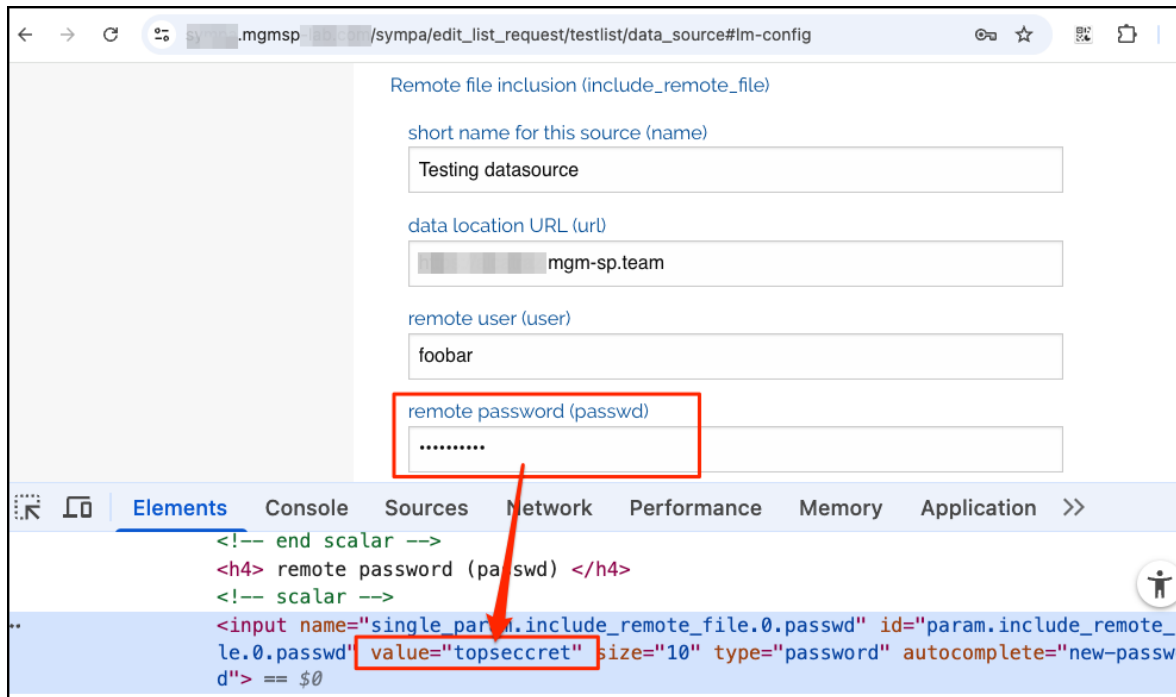 .mgmsp-lab.com/sympa/edit_list_request/testlist/data_source#lm-config
Remote file inclusion (include_remote_file)
short name for this source (name)
Testing datasource
data location URL (url)
mgm-sp.team
remote user (user)
foobar
remote password (passwd)
••••••••••
Elements Console Sources Network Performance Memory Application >>
<!-- end scalar -->
<h4> remote password (passwd) </h4>
<!-- scalar -->
<input name="single_param.include_remote_file.0.passwd" id="param.include_remote_
le.0.passwd" value="topseccret" size="10" type="password" autocomplete="new-passw
d"> == $0